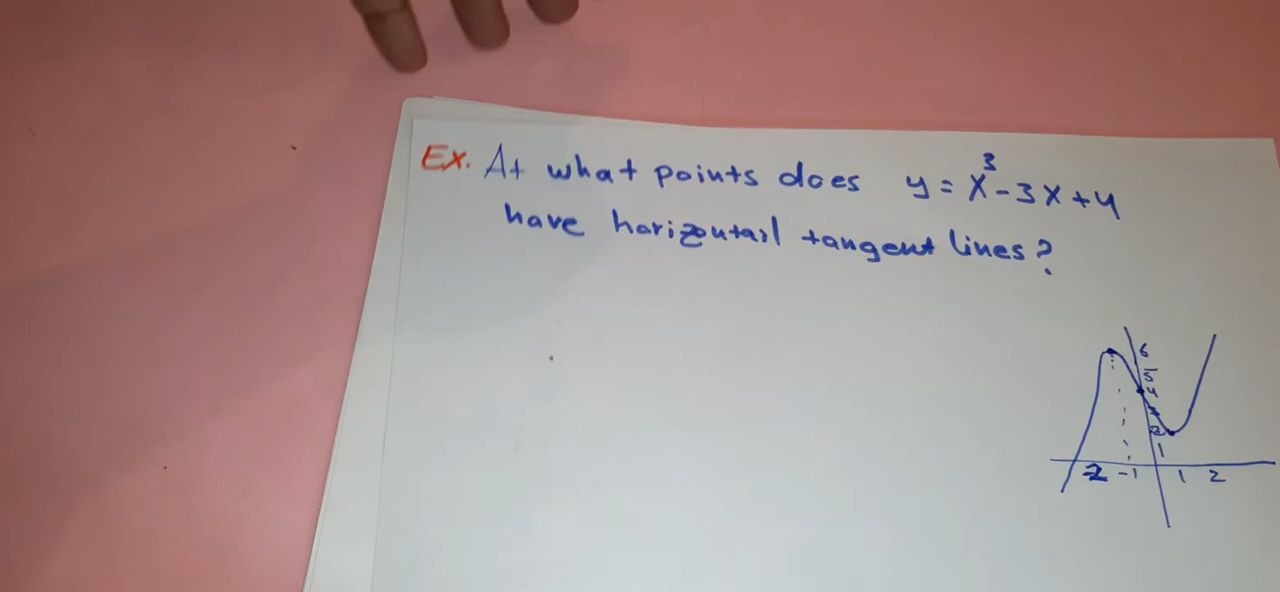 Ex. At what points does y = x³ - 3x + 4
have horizontal tangent lines?
6
5
2
1
-2 -1 1 2